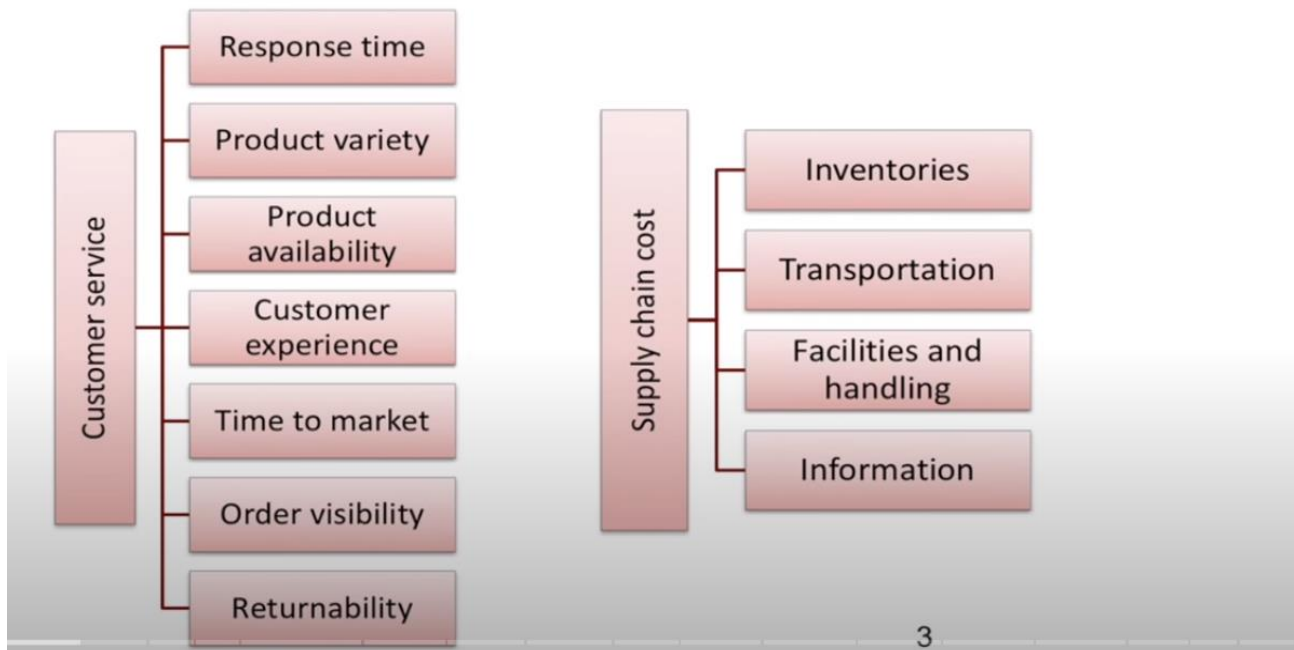 Customer service
Response time
Product variety
Product
availability
Customer
experience
Time to market
Order visibility
Returnability
Supply chain cost
Inventories
Transportation
Facilities and
handling
Information
3